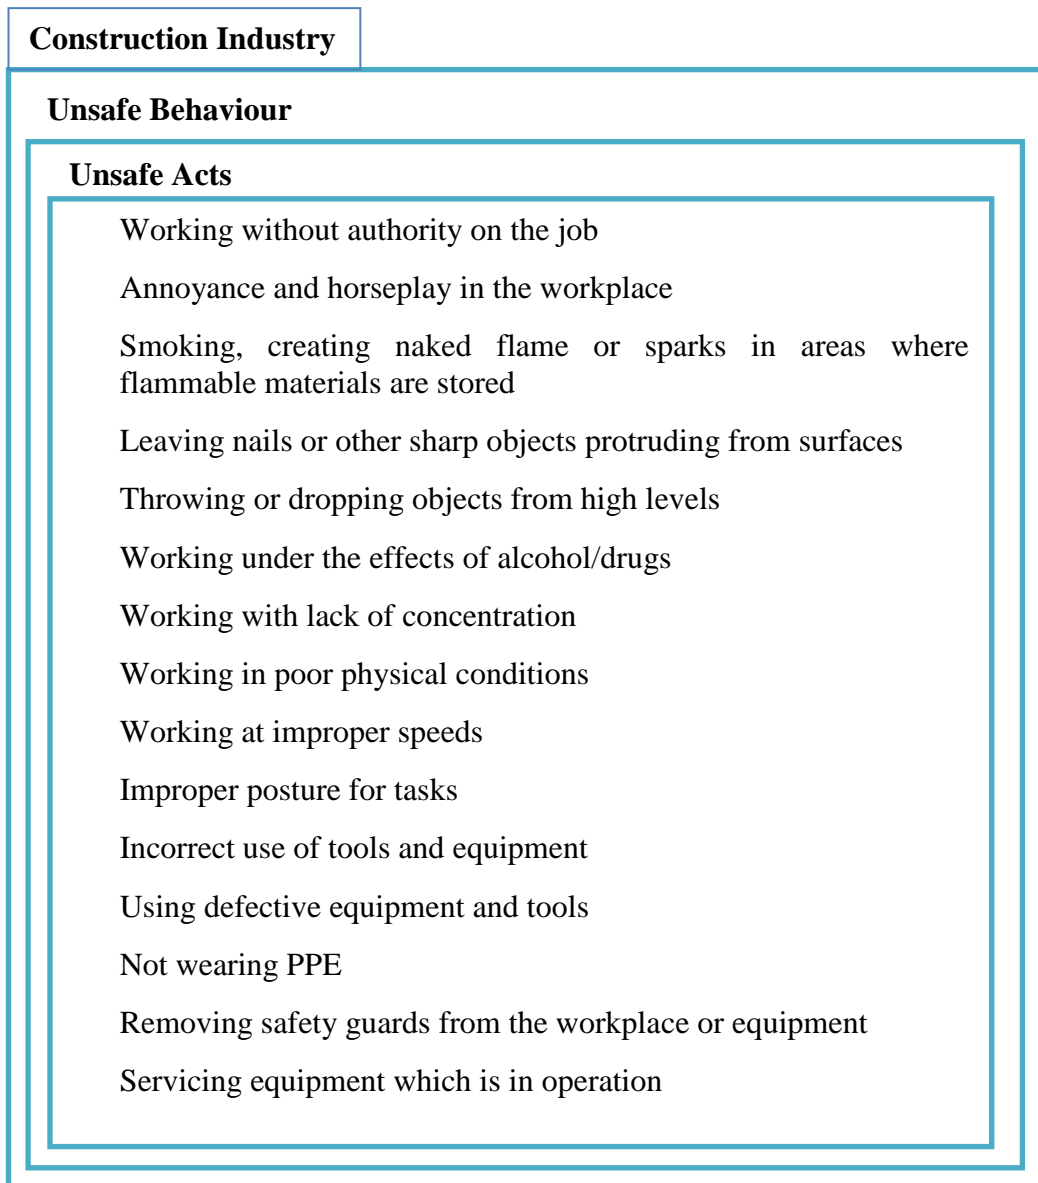 Construction Industry
Unsafe Behaviour
Unsafe Acts
Working without authority on the job
Annoyance and horseplay in the workplace
Smoking, creating naked flame or sparks in areas where
flammable materials are stored
Leaving nails or other sharp objects protruding from surfaces
Throwing or dropping objects from high levels
Working under the effects of alcohol/drugs
Working with lack of concentration
Working in poor physical conditions
Working at improper speeds
Improper posture for tasks
Incorrect use of tools and equipment
Using defective equipment and tools
Not wearing PPE
Removing safety guards from the workplace or equipment
Servicing equipment which is in operation